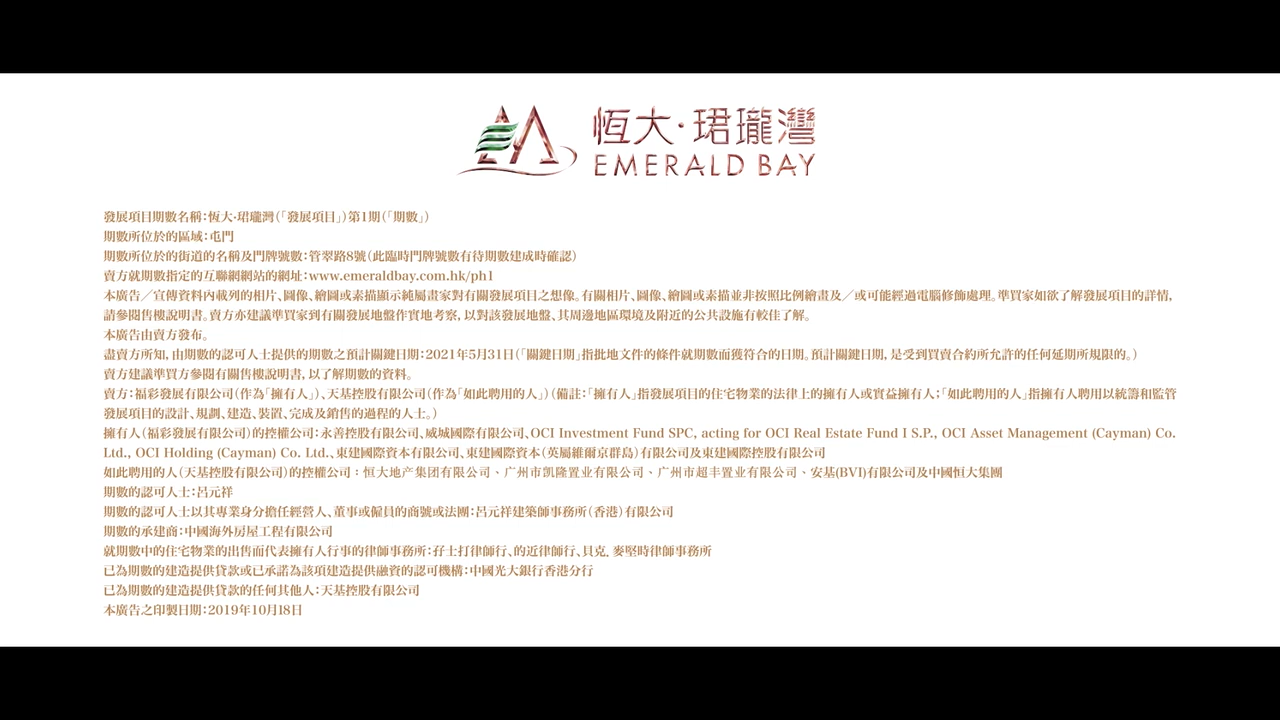 恆大·珺瓏灣
EMERALD BAY
發展項目期數名稱：恆大·珺瓏灣（「發展項目」）第1期（「期數」）
期數所位於的區域：屯門
期數所位於的街道的名稱及門牌號數：管翠路8號（此臨時門牌號數有待期數建成時確認）
賣方就期數指定的互聯網網站的網址：www.emeraldbay.com.hk/ph1
本廣告／宣傳資料內載列的相片、圖像、繪圖或素描顯示純屬畫家對有關發展項目之想像。有關相片、圖像、繪圖或素描並非按照比例繪畫及／或可能經過電腦修飾處理。準買家如欲了解發展項目的詳情，
請參閱售樓說明書。賣方亦建議準買家到有關發展地盤作實地考察，以對該發展地盤、其周邊地區環境及附近的公共設施有較佳了解。
本廣告由賣方發布。
盡賣方所知，由期數的認可人士提供的期數之預計關鍵日期：2021年5月31日（「關鍵日期」指批地文件的條件就期數而獲符合的日期。預計關鍵日期，是受到買賣合約所允許的任何延期所規限的。）
賣方建議準買方參閱有關售樓說明書，以了解期數的資料。
賣方：福彩發展有限公司（作為「擁有人」）、天基控股有限公司（作為「如此聘用的人」）（備註：「擁有人」指發展項目的住宅物業的法律上的擁有人或實益擁有人；「如此聘用的人」指擁有人聘用以統籌和監管
發展項目的設計、規劃、建造、裝置、完成及銷售的過程的人士。）
擁有人（福彩發展有限公司）的控權公司：永善控股有限公司、威城國際有限公司、OCI Investment Fund SPC, acting for OCI Real Estate Fund I S.P., OCI Asset Management (Cayman) Co.
Ltd., OCI Holding (Cayman) Co. Ltd.、東建國際資本有限公司、東建國際資本（英屬維爾京群島）有限公司及東建國際控股有限公司
如此聘用的人（天基控股有限公司）的控權公司：恒大地产集团有限公司、广州市凯隆置业有限公司、广州市超丰置业有限公司、安基(BVI)有限公司及中國恒大集團
期數的認可人士：呂元祥
期數的認可人士以其專業身分擔任經營人、董事或僱員的商號或法團：呂元祥建築師事務所（香港）有限公司
期數的承建商：中國海外房屋工程有限公司
就期數中的住宅物業的出售而代表擁有人行事的律師事務所：孖士打律師行、的近律師行、貝克．麥堅時律師事務所
已為期數的建造提供貸款或已承諾為該項建造提供融資的認可機構：中國光大銀行香港分行
已為期數的建造提供貸款的任何其他人：天基控股有限公司
本廣告之印製日期：2019年10月18日